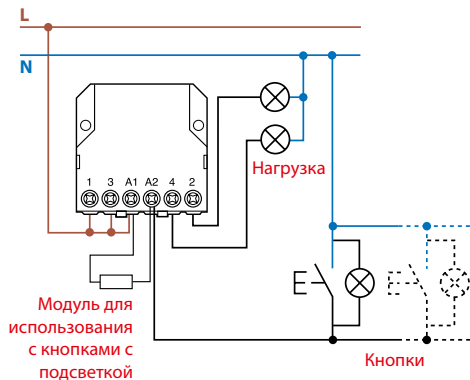 L
N
1 3 A1 A2 4 2
Нагрузка
Модуль для
использования
с кнопками с
подсветкой
Кнопки